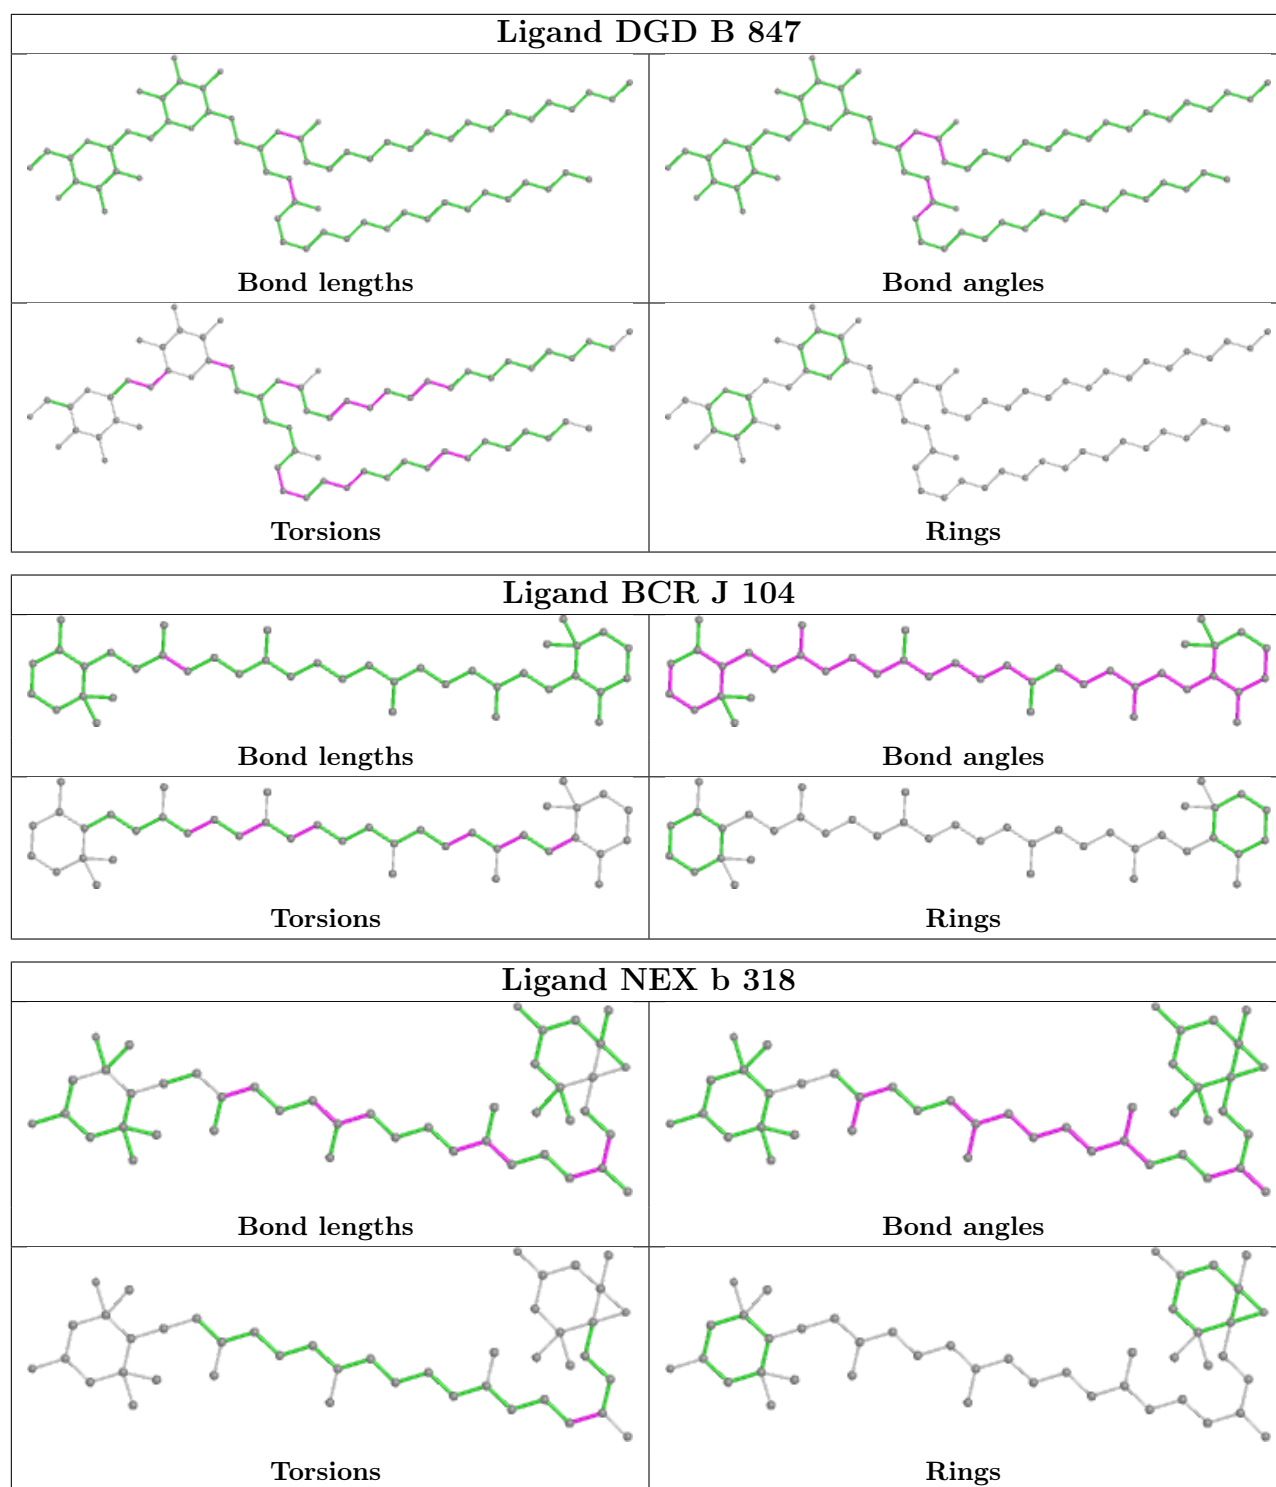 Ligand DGD B 847
Bond lengths
Bond angles
Torsions
Rings
Ligand BCR J 104
Bond lengths
Bond angles
Torsions
Rings
Ligand NEX b 318
Bond lengths
Bond angles
Torsions
Rings